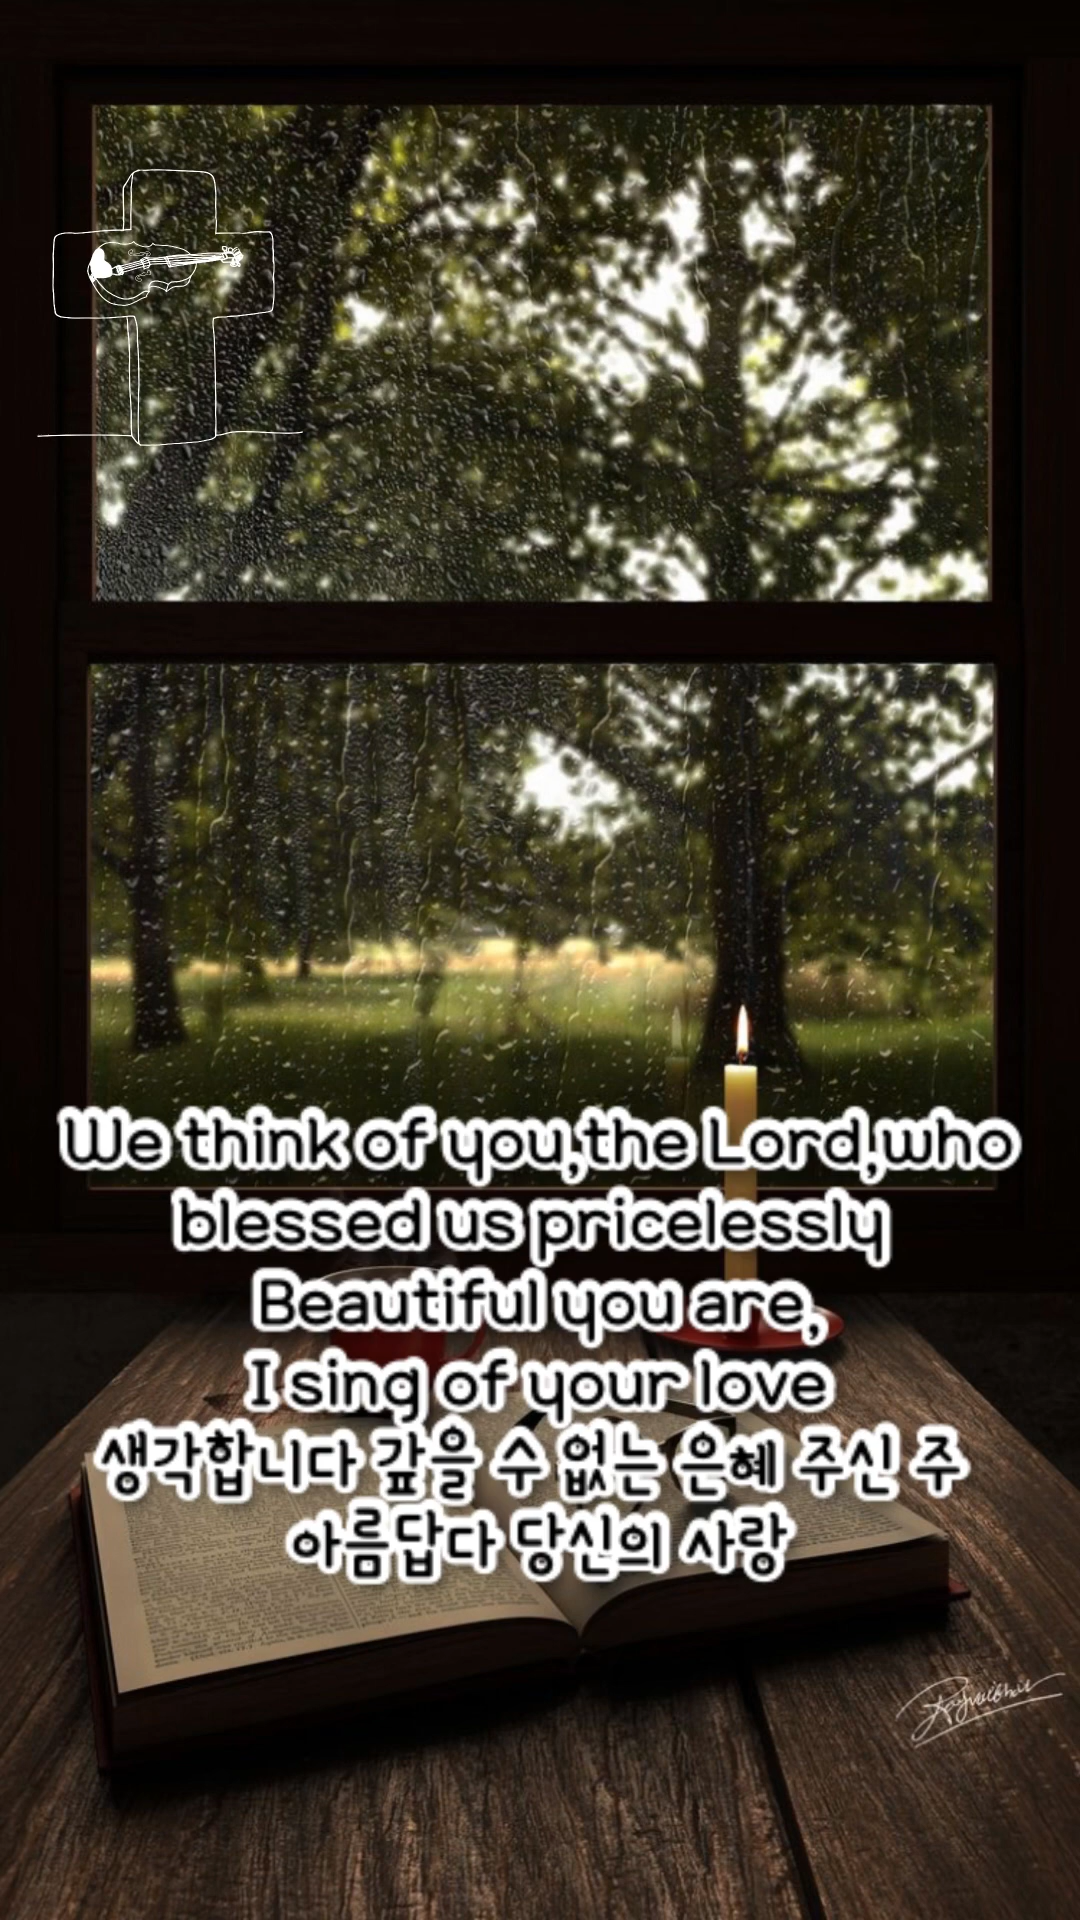 We think of you,the Lord,who
blessed us pricelessly
Beautiful you are,
I sing of your love
생각합니다 갚을 수 없는 은혜 주신 주
아름답다 당신의 사랑